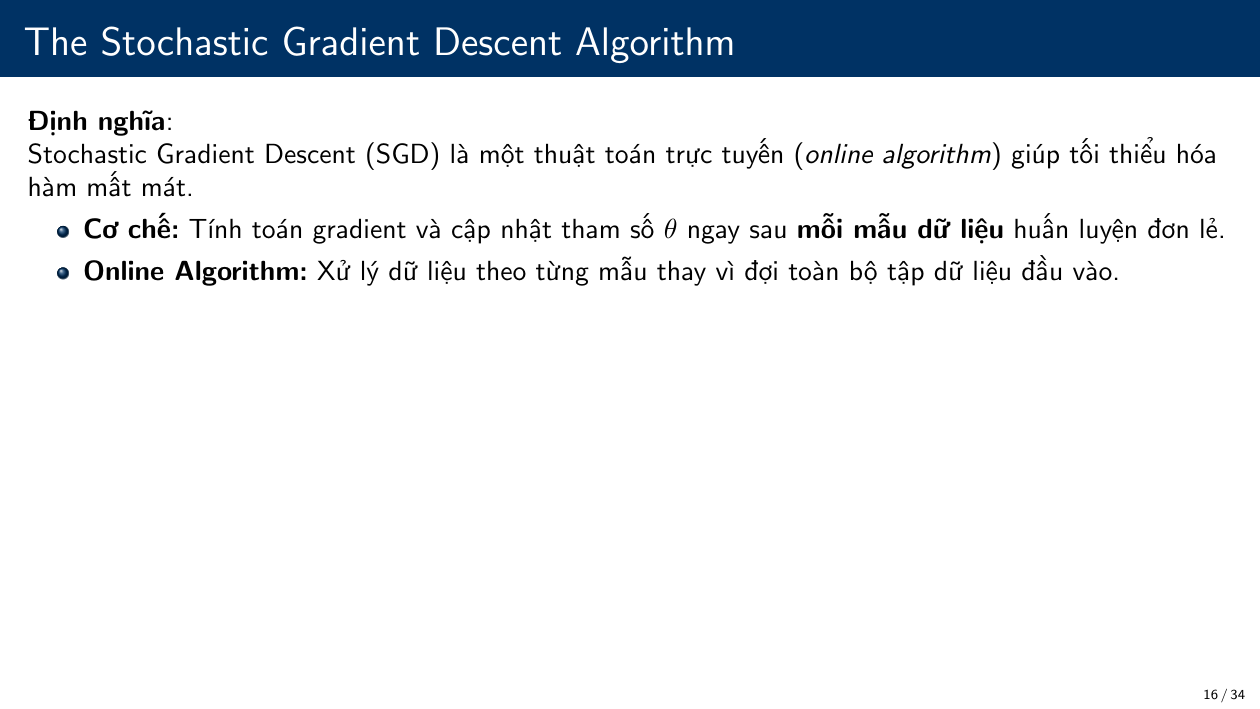 The Stochastic Gradient Descent Algorithm
Định nghĩa:
Stochastic Gradient Descent (SGD) là một thuật toán trực tuyến (online algorithm) giúp tối thiểu hóa
hàm mất mát.
Cơ chế: Tính toán gradient và cập nhật tham số θ ngay sau mỗi mẫu dữ liệu huấn luyện đơn lẻ.
Online Algorithm: Xử lý dữ liệu theo từng mẫu thay vì đợi toàn bộ tập dữ liệu đầu vào.
16 / 34